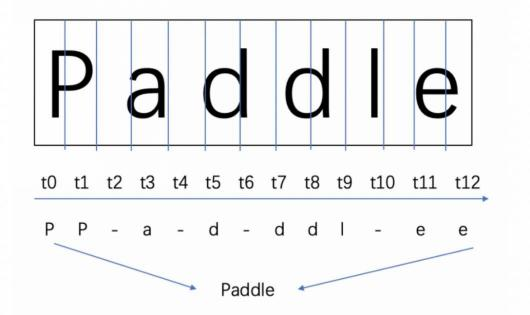 Paddle
t0 t1 t2 t3 t4 t5 t6 t7 t8 t9 t10 t11 t12
P P - a - d - d d l - e e
Paddle